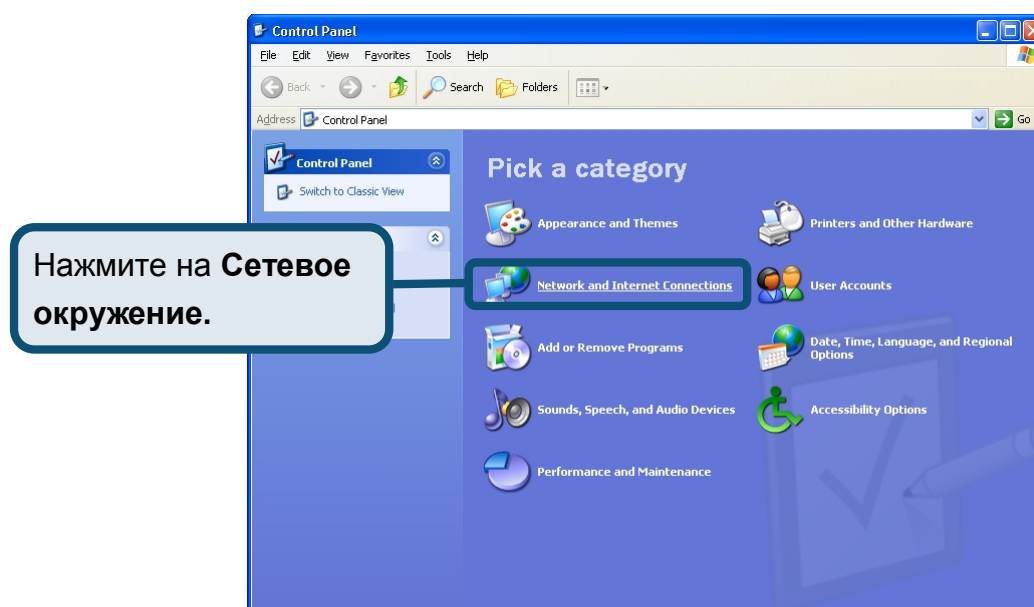 Control Panel
File Edit View Favorites Tools Help
Back Search Folders
Address Control Panel Go
Control Panel
Switch to Classic View
Pick a category
Appearance and Themes
Printers and Other Hardware
Network and Internet Connections
User Accounts
Add or Remove Programs
Date, Time, Language, and Regional
Options
Sounds, Speech, and Audio Devices
Accessibility Options
Performance and Maintenance
Нажмите на Сетевое
окружение.